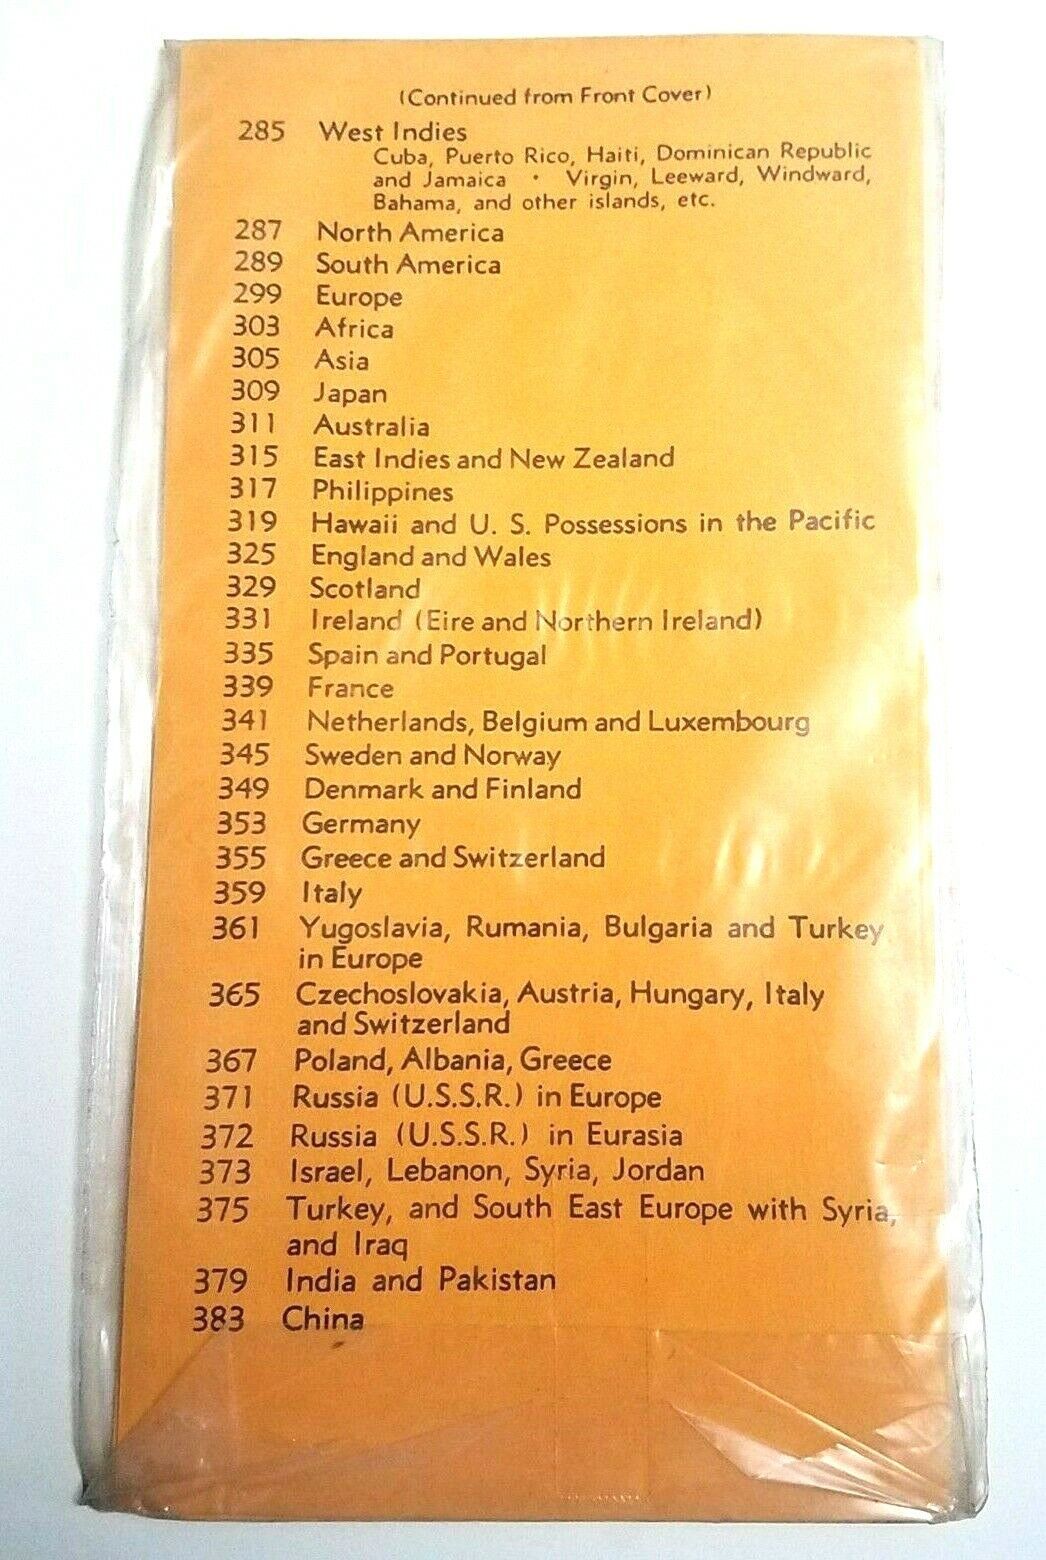 (Continued from Front Cover)
285 West Indies
Cuba, Puerto Rico, Haiti, Dominican Republic
and Jamaica • Virgin, Leeward, Windward,
Bahama, and other islands, etc.
287 North America
289 South America
299 Europe
303 Africa
305 Asia
309 Japan
311 Australia
315 East Indies and New Zealand
317 Philippines
319 Hawaii and U. S. Possessions in the Pacific
325 England and Wales
329 Scotland
331 Ireland (Eire and Northern Ireland)
335 Spain and Portugal
339 France
341 Netherlands, Belgium and Luxembourg
345 Sweden and Norway
349 Denmark and Finland
353 Germany
355 Greece and Switzerland
359 Italy
361 Yugoslavia, Rumania, Bulgaria and Turkey
in Europe
365 Czechoslovakia, Austria, Hungary, Italy
and Switzerland
367 Poland, Albania, Greece
371 Russia (U.S.S.R.) in Europe
372 Russia (U.S.S.R.) in Eurasia
373 Israel, Lebanon, Syria, Jordan
375 Turkey, and South East Europe with Syria,
and Iraq
379 India and Pakistan
383 China